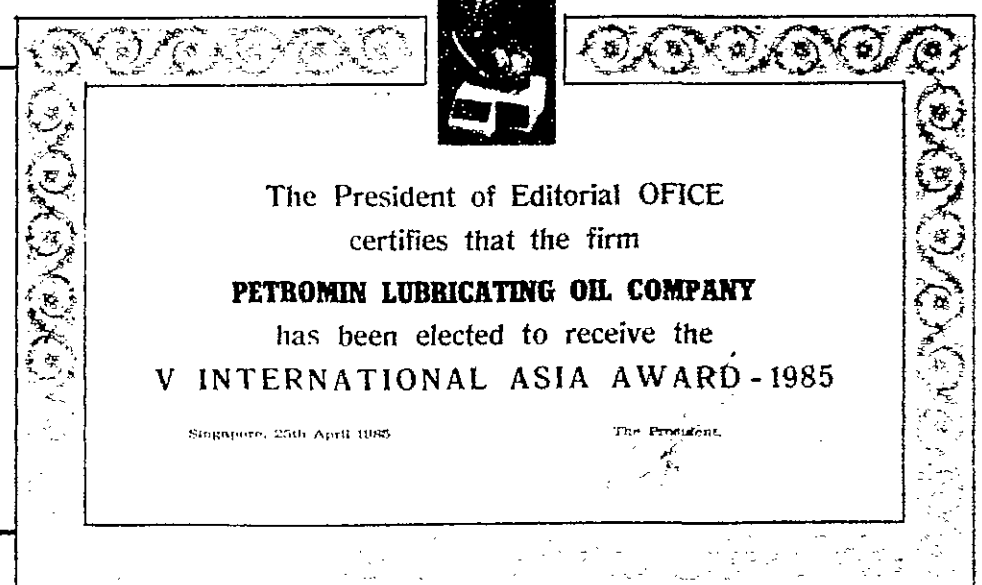 The President of Editorial OFICE
certifies that the firm
PETROMIN LUBRICATING OIL COMPANY
has been elected to receive the
V INTERNATIONAL ASIA AWARD - 1985
Singapore, 25th April 1985
The President,